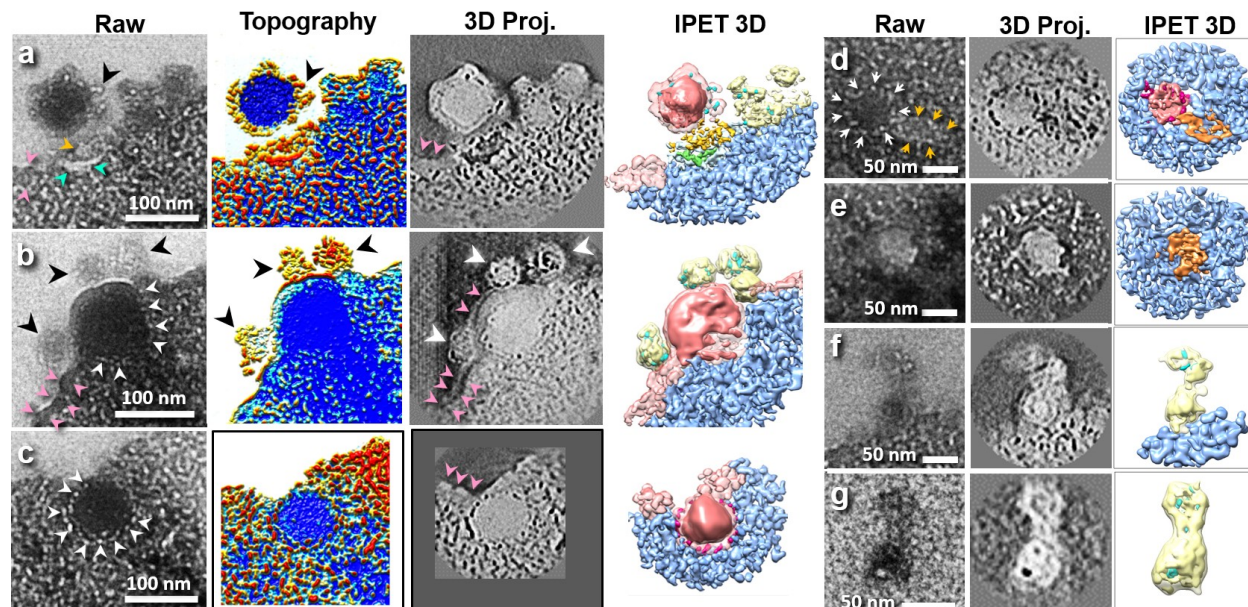 Raw Topography 3D Proj. IPET 3D Raw 3D Proj. IPET 3D
a
100 nm
b
100 nm
c
100 nm
d
50 nm
e
50 nm
f
50 nm
g
50 nm